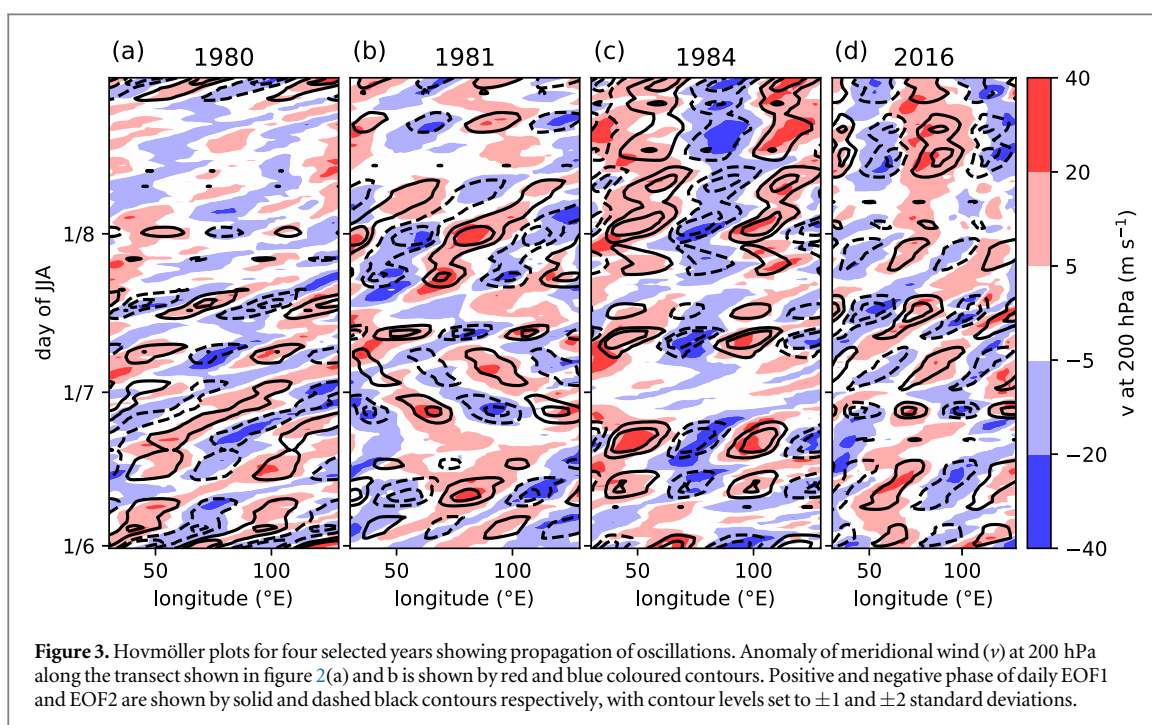 (a) 1980
(b) 1981
(c) 1984
(d) 2016
day of JJA
1/8
1/7
1/6
50 100
50 100
50 100
50 100
longitude (°E)
longitude (°E)
longitude (°E)
longitude (°E)
40
20
5
−5
−20
−40
v at 200 hPa (m s⁻¹)
Figure 3. Hovmöller plots for four selected years showing propagation of oscillations. Anomaly of meridional wind (v) at 200 hPa
along the transect shown in figure 2(a) and b is shown by red and blue coloured contours. Positive and negative phase of daily EOF1
and EOF2 are shown by solid and dashed black contours respectively, with contour levels set to ±1 and ±2 standard deviations.